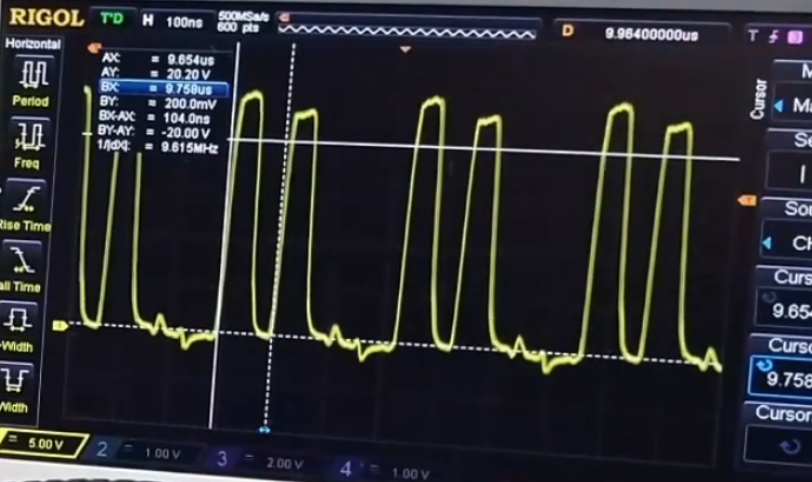 RIGOL T'D H 100ns 500MSa/s 600 pts D 9.96400000us T
Horizontal
Period
Freq
Rise Time
all Time
Width
Width
AX: = 9.654us
AY: = 20.20 V
BX: = 9.758us
BY: = 200.0mV
BX-AX: = 104.0ns
BY-AY: = -20.00 V
1/|dX|: = 9.615MHz
Cursor
M
Ma
Se
Sou
Ch
Curs
9.654
Curso
9.758
Cursor
= 5.00 V 2 = 1.00 V 3 = 2.00 V 4 = 1.00 V